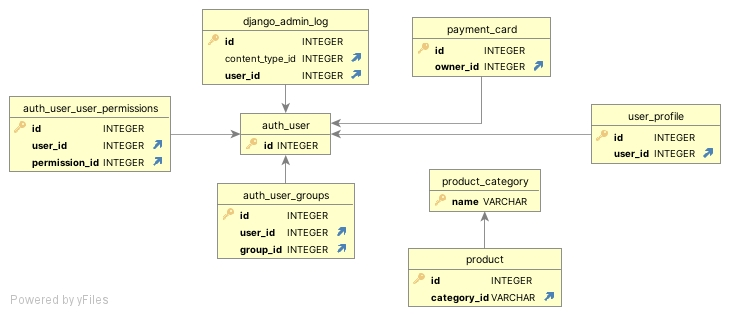 django_admin_log
id INTEGER
content_type_id INTEGER
user_id INTEGER
payment_card
id INTEGER
owner_id INTEGER
auth_user_user_permissions
id INTEGER
user_id INTEGER
permission_id INTEGER
auth_user
id INTEGER
user_profile
id INTEGER
user_id INTEGER
auth_user_groups
id INTEGER
user_id INTEGER
group_id INTEGER
product_category
name VARCHAR
product
id INTEGER
category_id VARCHAR
Powered by yFiles